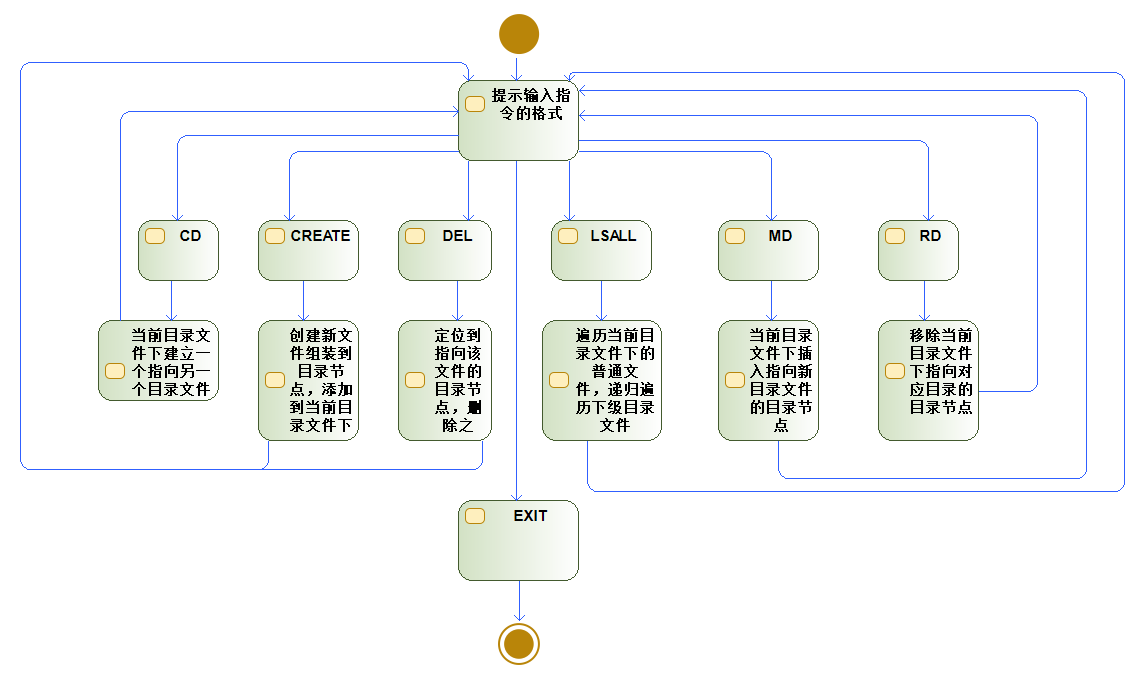 提示输入指
令的格式
CD
CREATE
DEL
LSALL
MD
RD
当前目录文
件下建立一
个指向另一
个目录文件
创建新文
件组装到
目录节
点，添加
到当前目
录文件下
定位到
指向该
文件的
目录节
点，删
除之
遍历当前目
录文件下的
普通文
件，递归遍
历下级目录
文件
当前目录
文件下插
入指向新
目录文件
的目录节
点
移除当前
目录文件
下指向对
应目录的
目录节点
EXIT